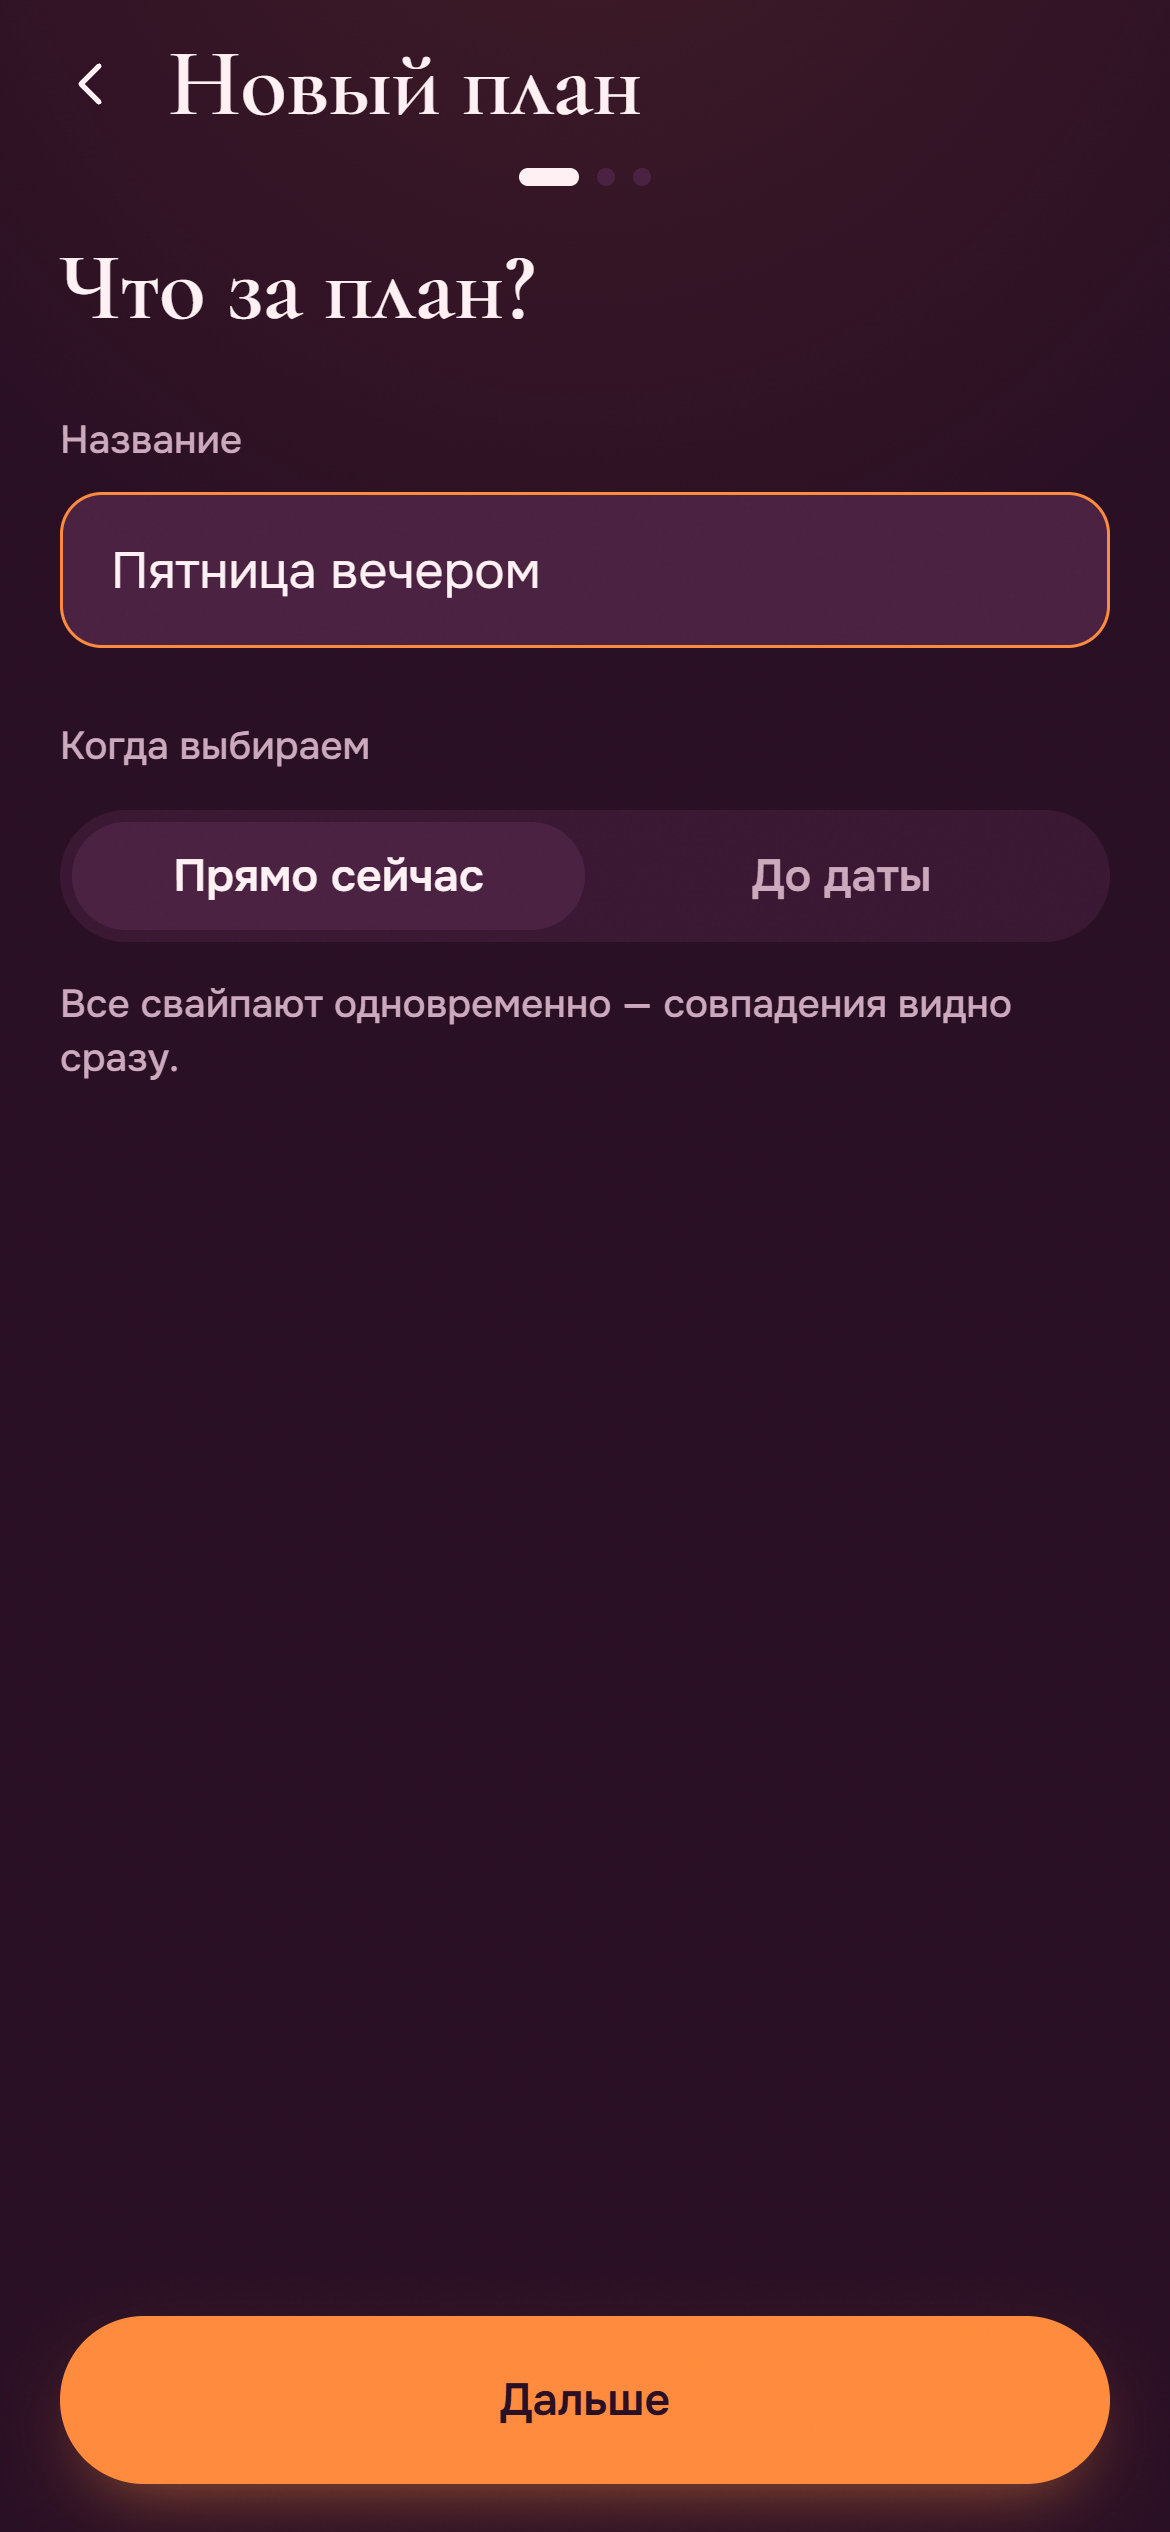 Новый план
Что за план?
Название
Пятница вечером
Когда выбираем
Прямо сейчас
До даты
Все свайпают одновременно — совпадения видно
сразу.
Дальше